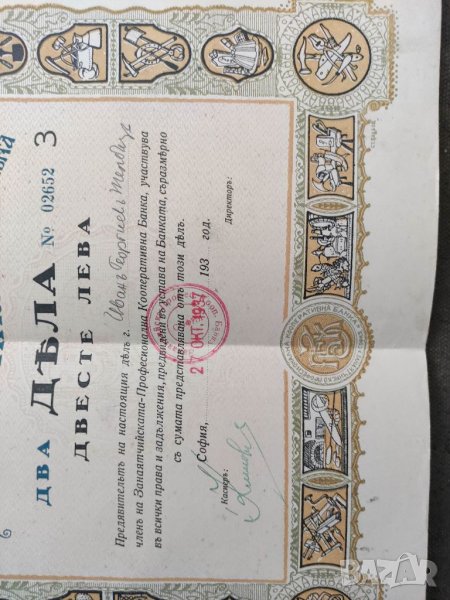 ДВА ДѢЛА № 02652 3
ДВЕСТЕ ЛЕВА
Предявительтъ на настоящия дѣлъ г. Иванъ Георгиевъ
членъ на Занаятчийската-Професионална Кооперативна Банка, участвува
въ всички права и задължения, предвидени въ устава на Банката, съразмѣрно
съ сумата представлявана отъ този дѣлъ.
София, 193 год.
27 ОКТ. 1937
Касиеръ:
Директоръ:
BAZAR